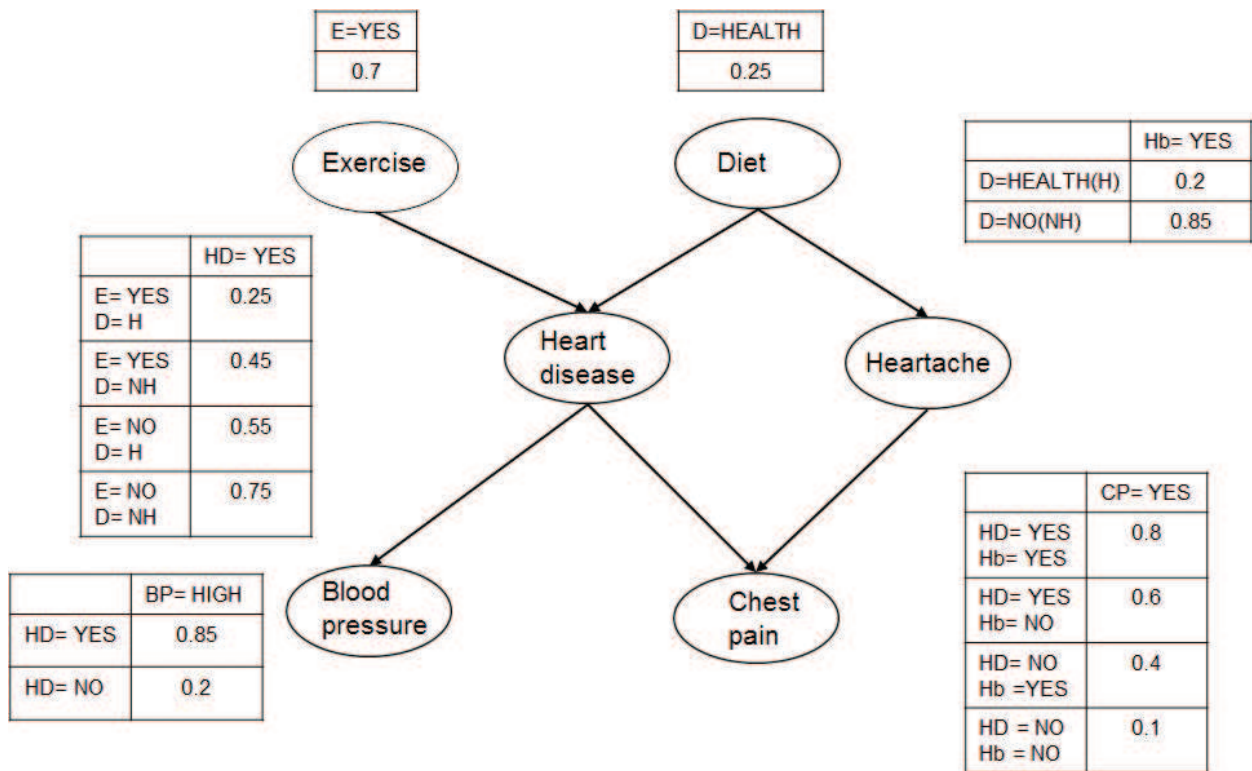 E=YES
0.7
D=HEALTH
0.25
Exercise
Diet
Hb= YES
D=HEALTH(H)
0.2
D=NO(NH)
0.85
HD= YES
E= YES
D= H
0.25
E= YES
D= NH
0.45
E= NO
D= H
0.55
E= NO
D= NH
0.75
Heart
disease
Heartache
BP= HIGH
HD= YES
0.85
HD= NO
0.2
Blood
pressure
Chest
pain
CP= YES
HD= YES
Hb= YES
0.8
HD= YES
Hb= NO
0.6
HD= NO
Hb =YES
0.4
HD = NO
Hb = NO
0.1